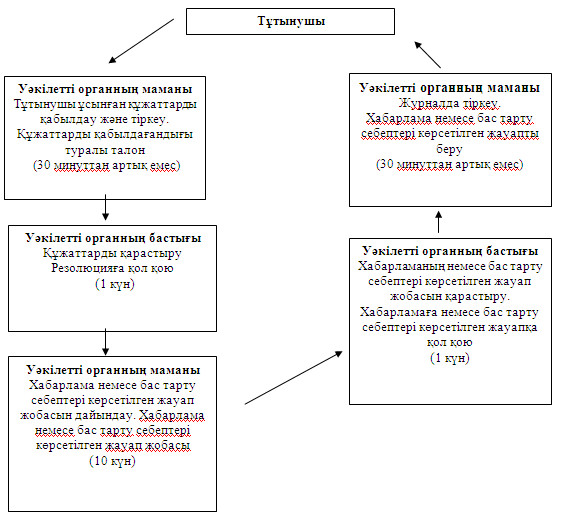 Тұтынушы
Уәкілетті органның маманы
Тұтынушы ұсынған құжаттарды
қабылдау және тіркеу.
Құжаттарды қабылдағандығы
туралы талон
(30 минуттан артық емес)
Уәкілетті органның бастығы
Құжаттарды қарастыру
Резолюцияға қол қою
(1 күн)
Уәкілетті органның маманы
Хабарлама немесе бас тарту
себептері көрсетілген жауап
жобасын дайындау. Хабарлама
немесе бас тарту себептері
көрсетілген жауап жобасы
(10 күн)
Уәкілетті органның бастығы
Хабарламаның немесе бас тарту
себептері көрсетілген жауап
жобасын қарастыру.
Хабарламаға немесе бас тарту
себептері көрсетілген жауапқа
қол қою
(1 күн)
Уәкілетті органның маманы
Журналда тіркеу.
Хабарлама немесе бас тарту
себептері көрсетілген жауапты
беру
(30 минуттан артық емес)